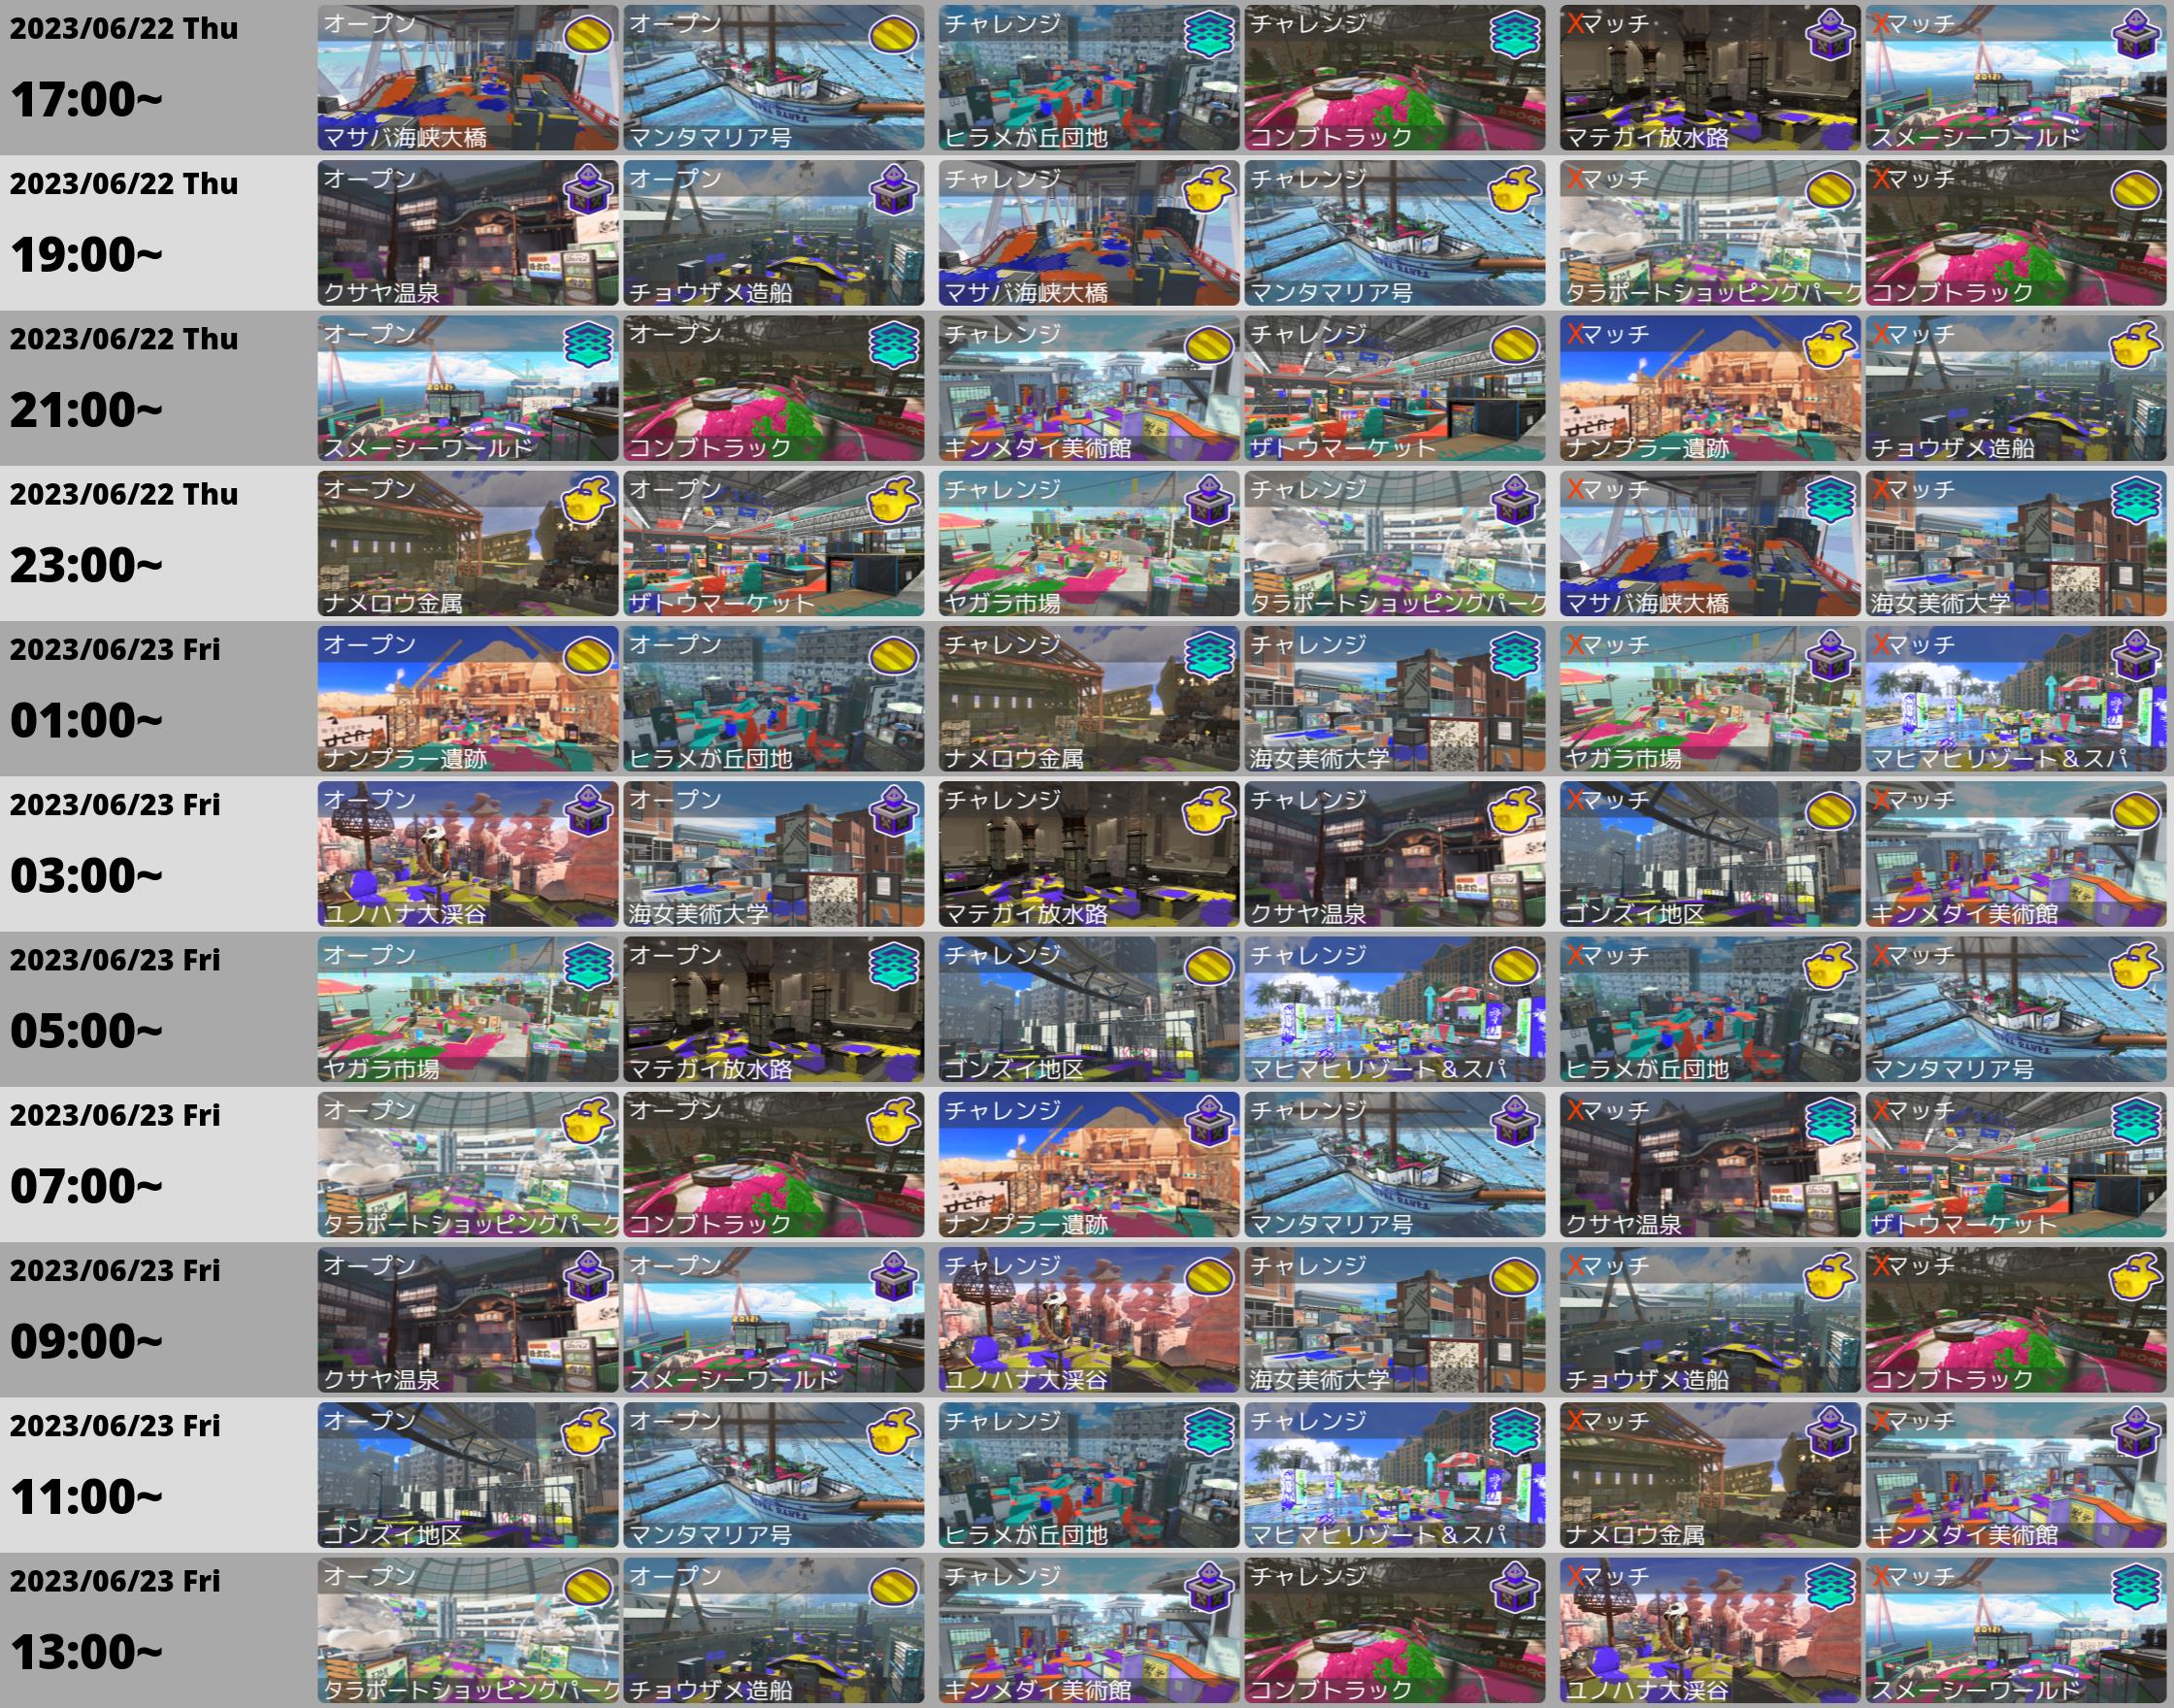 2023/06/22 Thu
17:00~
オープン
マサバ海峡大橋
オープン
マンタマリア号
チャレンジ
ヒラメが丘団地
チャレンジ
コンブトラック
Xマッチ
マテガイ放水路
Xマッチ
スメーシーワールド
2023/06/22 Thu
19:00~
オープン
クサヤ温泉
オープン
チョウザメ造船
チャレンジ
マサバ海峡大橋
チャレンジ
マンタマリア号
Xマッチ
タラポートショッピングパーク
Xマッチ
コンブトラック
2023/06/22 Thu
21:00~
オープン
スメーシーワールド
オープン
コンブトラック
チャレンジ
キンメダイ美術館
チャレンジ
ザトウマーケット
Xマッチ
ナンプラー遺跡
Xマッチ
チョウザメ造船
2023/06/22 Thu
23:00~
オープン
ナメロウ金属
オープン
ザトウマーケット
チャレンジ
ヤガラ市場
チャレンジ
タラポートショッピングパーク
Xマッチ
マサバ海峡大橋
Xマッチ
海女美術大学
2023/06/23 Fri
01:00~
オープン
ナンプラー遺跡
オープン
ヒラメが丘団地
チャレンジ
ナメロウ金属
チャレンジ
海女美術大学
Xマッチ
ヤガラ市場
Xマッチ
マヒマヒリゾート＆スパ
2023/06/23 Fri
03:00~
オープン
ユノハナ大渓谷
オープン
海女美術大学
チャレンジ
マテガイ放水路
チャレンジ
クサヤ温泉
Xマッチ
ゴンズイ地区
Xマッチ
キンメダイ美術館
2023/06/23 Fri
05:00~
オープン
ヤガラ市場
オープン
マテガイ放水路
チャレンジ
ゴンズイ地区
チャレンジ
マヒマヒリゾート＆スパ
Xマッチ
ヒラメが丘団地
Xマッチ
マンタマリア号
2023/06/23 Fri
07:00~
オープン
タラポートショッピングパーク
オープン
コンブトラック
チャレンジ
ナンプラー遺跡
チャレンジ
マンタマリア号
Xマッチ
クサヤ温泉
Xマッチ
ザトウマーケット
2023/06/23 Fri
09:00~
オープン
クサヤ温泉
オープン
スメーシーワールド
チャレンジ
ユノハナ大渓谷
チャレンジ
海女美術大学
Xマッチ
チョウザメ造船
Xマッチ
コンブトラック
2023/06/23 Fri
11:00~
オープン
ゴンズイ地区
オープン
マンタマリア号
チャレンジ
ヒラメが丘団地
チャレンジ
マヒマヒリゾート＆スパ
Xマッチ
ナメロウ金属
Xマッチ
キンメダイ美術館
2023/06/23 Fri
13:00~
オープン
タラポートショッピングパーク
オープン
チョウザメ造船
チャレンジ
キンメダイ美術館
チャレンジ
コンブトラック
Xマッチ
ユノハナ大渓谷
Xマッチ
スメーシーワールド